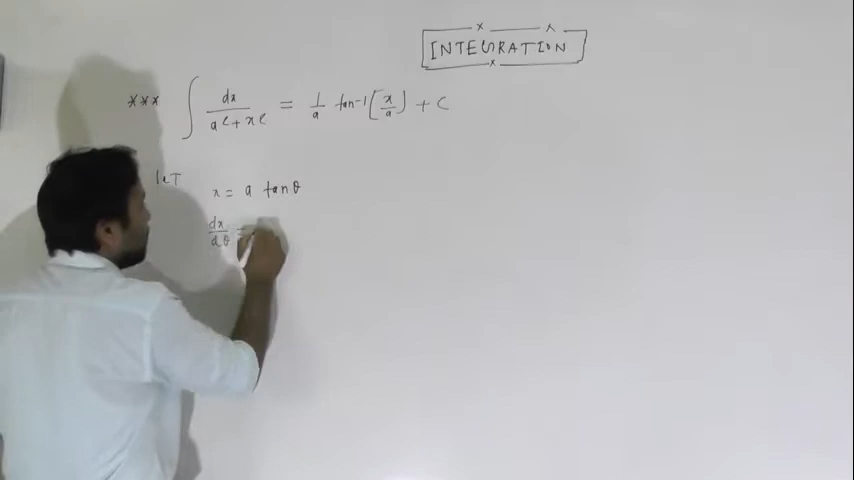 INTEGRATION
*** ∫ dx / a² + x² = 1/a tan-1 [x/a] + C
let
x = a tanθ
dx/dθ =